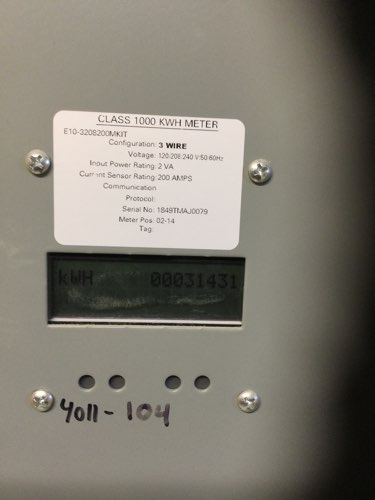 CLASS 1000 KWH METER
E10-3208200MKIT
Configuration: 3 WIRE
Voltage: 120:208-240 V:50-60Hz
Input Power Rating: 2 VA
Current Sensor Rating: 200 AMPS
Communication
Protocol:
Serial No: 1849TMAJ0079
Meter Pos: 02-14
Tag:
kWH 00031431
4011-104